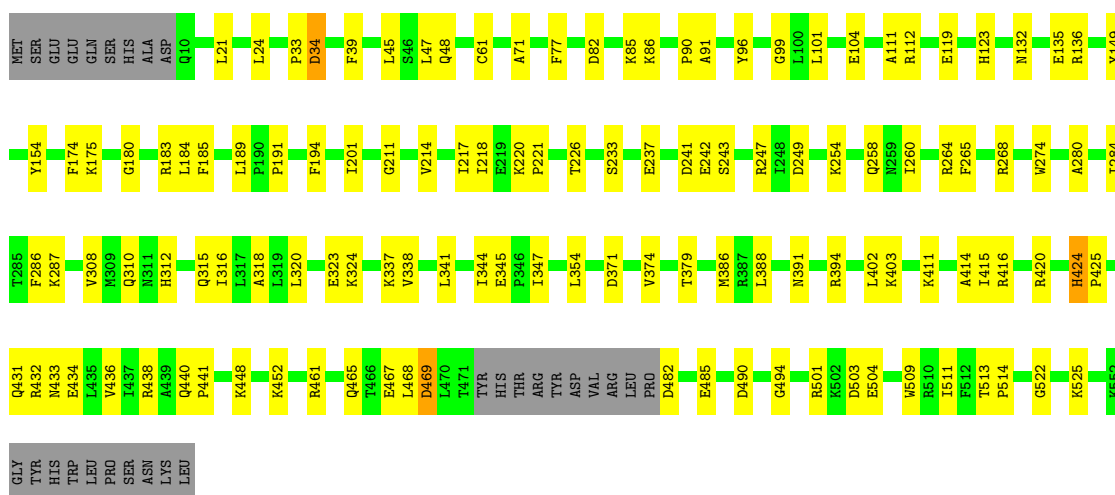 MET SER GLU GLU GLN SER HIS ALA ASP Q10 L21 L24 P33 D34 F39 L45 S46 L47 Q48 C61 A71 F77 D82 K85 K86 P90 A91 Y96 G99 L100 L101 E104 A111 R112 E119 H123 N132 E135 R136 Y149
Y154 F174 K175 G180 R183 L184 F185 L189 P190 P191 F194 I201 G211 V214 I217 I218 E219 K220 P221 T226 S233 E237 D241 E242 S243 R247 I248 D249 K254 Q258 N259 I260 R264 F265 R268 W274 A280 I284
T285 F286 K287 V308 M309 Q310 N311 H312 Q315 I316 L317 A318 L319 L320 E323 K324 K337 V338 L341 I344 E345 P346 I347 L354 D371 V374 T379 M386 R387 L388 N391 R394 L402 K403 K411 A414 I415 R416 R420 H424 P425
Q431 R432 N433 E434 L435 V436 I437 R438 A439 Q440 P441 K448 K452 R461 Q465 T466 E467 L468 D469 L470 T471 TYR HIS THR ARG TYR ASP VAL ARG LEU PRO D482 E485 D490 G494 R501 K502 D503 E504 W509 R510 I511 F512 T513 P514 G522 K525 K552
GLY TYR HIS TRP LEU PRO SER ASN LYS LEU